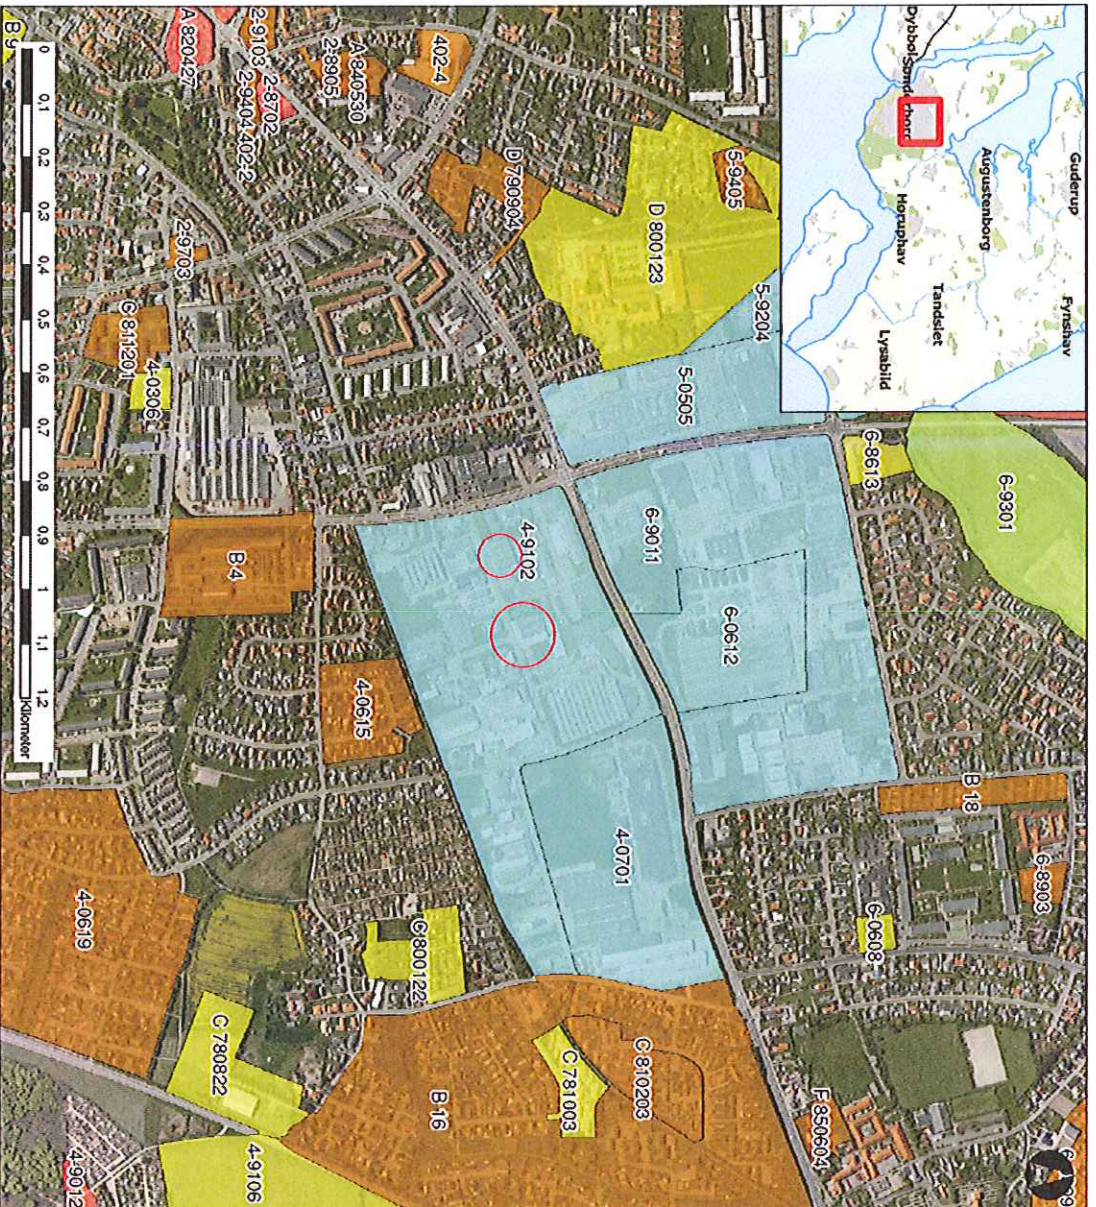 Guderup
Fynshav
Augustenborg
Tandslet
Dybbøl
Sønderborg
Høruphav
Lysabild
402-4
A 840530
2-8905
2-9103
2-8702
2-9404
402-2
A 820427
B 9
5-9405
D 800123
D 790904
5-9204
5-0505
6-8613
6-9301
2-9703
C 811201
4-0306
4-9102
6-9011
6-0612
B 4
4-0615
4-0701
B 18
6-8903
6-0608
4-0619
C 800122
C 780822
C 810203
C 781003
B 16
F 850604
4-9106
4-9012
0 0,1 0,2 0,3 0,4 0,5 0,6 0,7 0,8 0,9 1 1,1 1,2
Kilometer